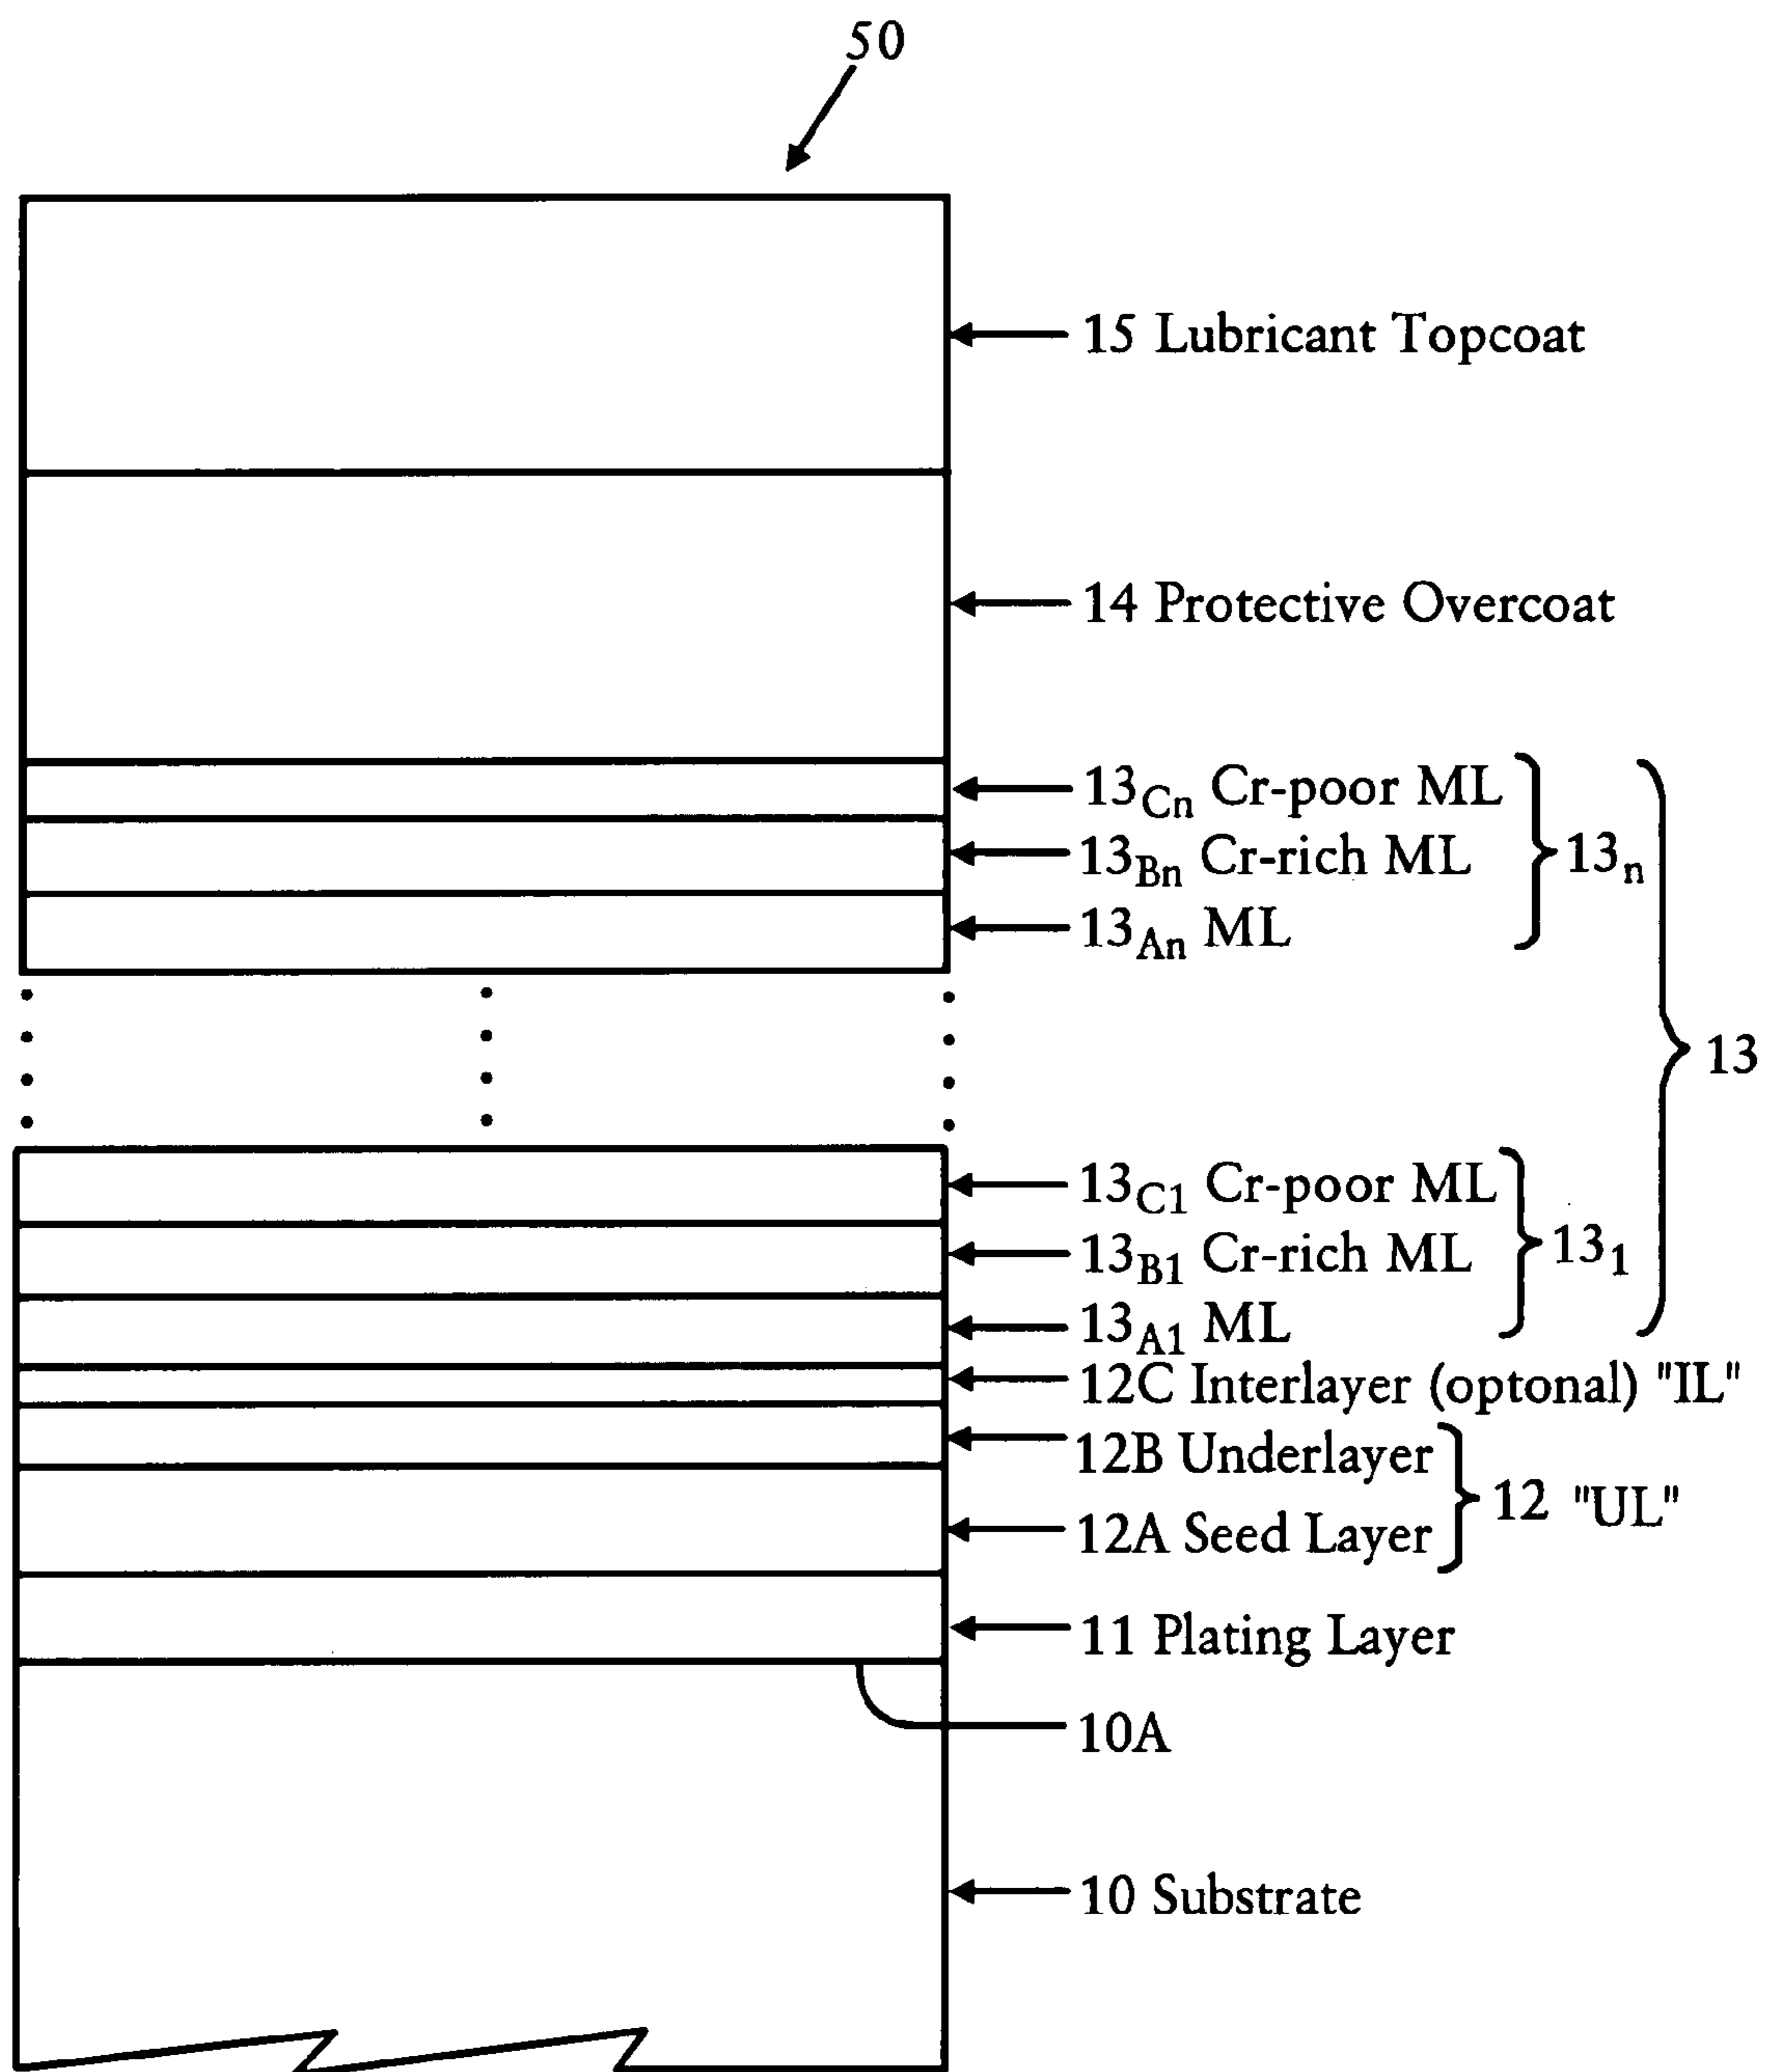 50
15 Lubricant Topcoat
14 Protective Overcoat
13Cn Cr-poor ML
13Bn Cr-rich ML
13n
13An ML
13
13C1 Cr-poor ML
13B1 Cr-rich ML
131
13A1 ML
12C Interlayer (optonal) "IL"
12B Underlayer
12 "UL"
12A Seed Layer
11 Plating Layer
10A
10 Substrate